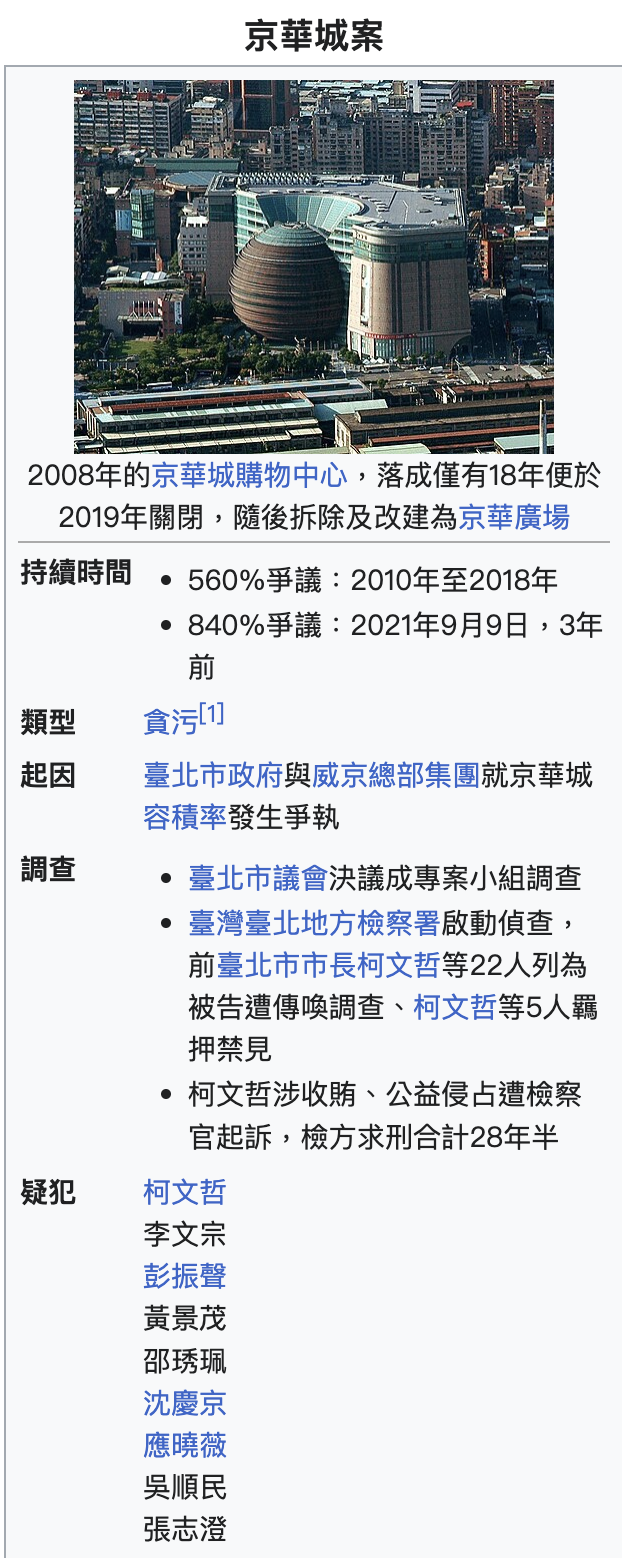 京華城案
2008年的京華城購物中心，落成僅有18年便於
2019年關閉，隨後拆除及改建為京華廣場
持續時間
• 560%爭議：2010年至2018年
• 840%爭議：2021年9月9日，3年
前
類型
貪污[1]
起因
臺北市政府與威京總部集團就京華城
容積率發生爭執
調查
• 臺北市議會決議成專案小組調查
• 臺灣臺北地方檢察署啟動偵查，
前臺北市市長柯文哲等22人列為
被告遭傳喚調查、柯文哲等5人羈
押禁見
• 柯文哲涉收賄、公益侵占遭檢察
官起訴，檢方求刑合計28年半
疑犯
柯文哲
李文宗
彭振聲
黃景茂
邵琇珮
沈慶京
應曉薇
吳順民
張志澄